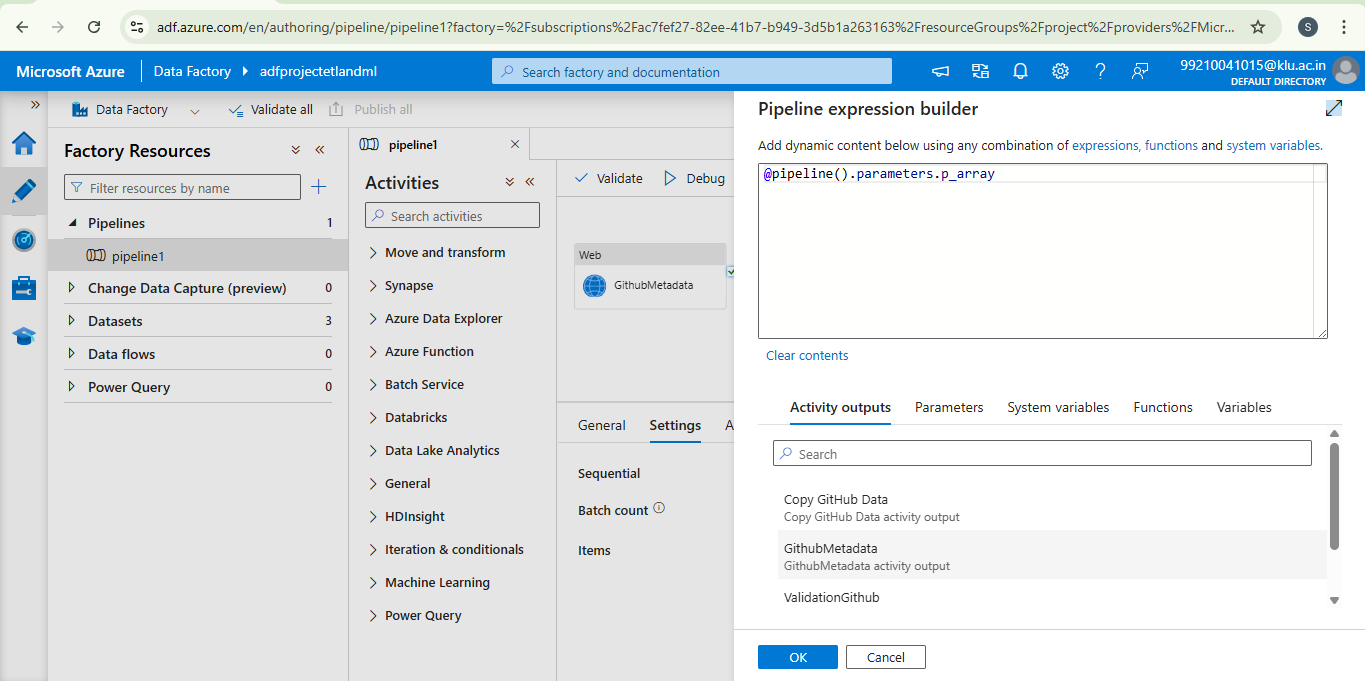 adf.azure.com/en/authoring/pipeline/pipeline1?factory=%2Fsubscriptions%2Fac7fef27-82ee-41b7-b949-3d5b1a263163%2FresourceGroups%2Fproject%2Fproviders%2FMicr...
S
Microsoft Azure
Data Factory
adfprojectetlandml
Search factory and documentation
99210041015@klu.ac.in
DEFAULT DIRECTORY
Data Factory
Validate all
Publish all
Factory Resources
Filter resources by name
Pipelines 1
pipeline1
Change Data Capture (preview) 0
Datasets 3
Data flows 0
Power Query 0
pipeline1
Activities
Search activities
Move and transform
Synapse
Azure Data Explorer
Azure Function
Batch Service
Databricks
Data Lake Analytics
General
HDInsight
Iteration & conditionals
Machine Learning
Power Query
Validate
Debug
Web
GithubMetadata
General
Settings
A
Sequential
Batch count
Items
Pipeline expression builder
Add dynamic content below using any combination of expressions, functions and system variables.
@pipeline().parameters.p_array
Clear contents
Activity outputs
Parameters
System variables
Functions
Variables
Search
Copy GitHub Data
Copy GitHub Data activity output
GithubMetadata
GithubMetadata activity output
ValidationGithub
OK
Cancel